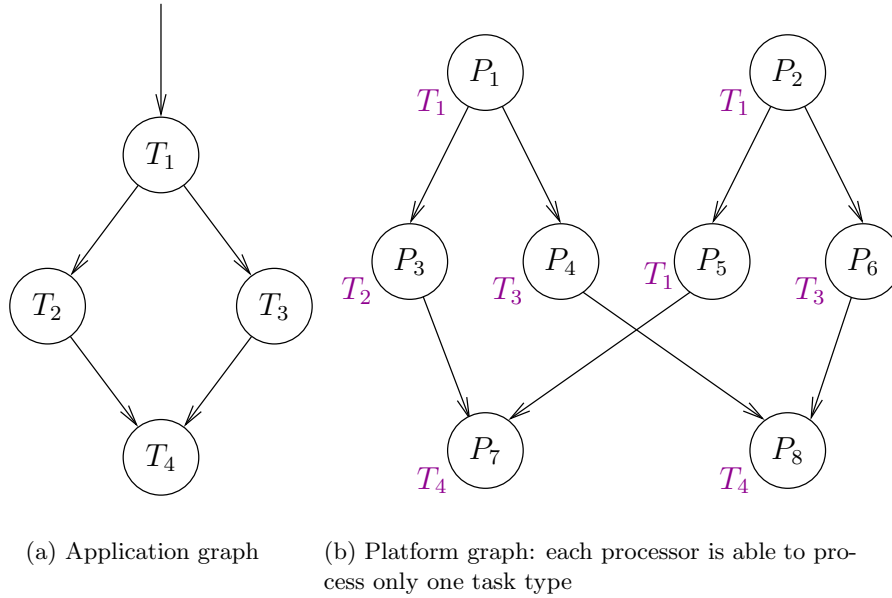 T1
T2
T3
T4
P1
T1
P2
T1
P3
T2
P4
T3
P5
T1
P6
T3
P7
T4
P8
T4
(a) Application graph
(b) Platform graph: each processor is able to pro-
cess only one task type